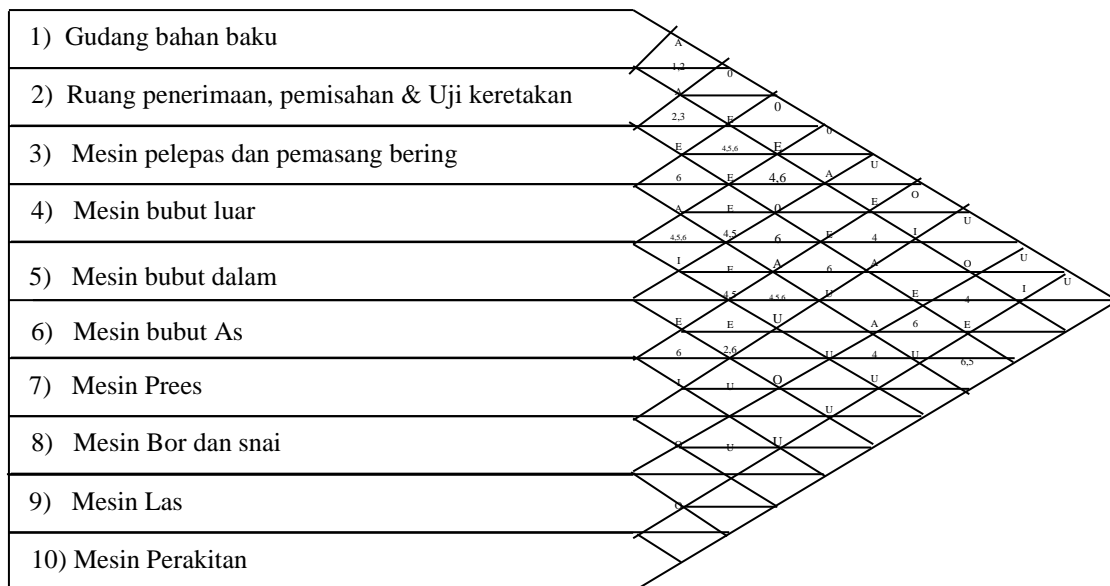 1) Gudang bahan baku
2) Ruang penerimaan, pemisahan & Uji keretakan
3) Mesin pelepas dan pemasang bering
4) Mesin bubut luar
5) Mesin bubut dalam
6) Mesin bubut As
7) Mesin Prees
8) Mesin Bor dan snai
9) Mesin Las
10) Mesin Perakitan
A
1,2 0
A 0
2,3 E 0
E 4,5,6 E U
6 E 4,6 A O
A E 0 E U
4,5,6 4,5 6 E 4 I U
I E A 6 A O U
4,5 4,5,6 U E 4 I
E E U A 6 E
6 2,6 U 4 U 6,5
I U O U
U
O U U
O